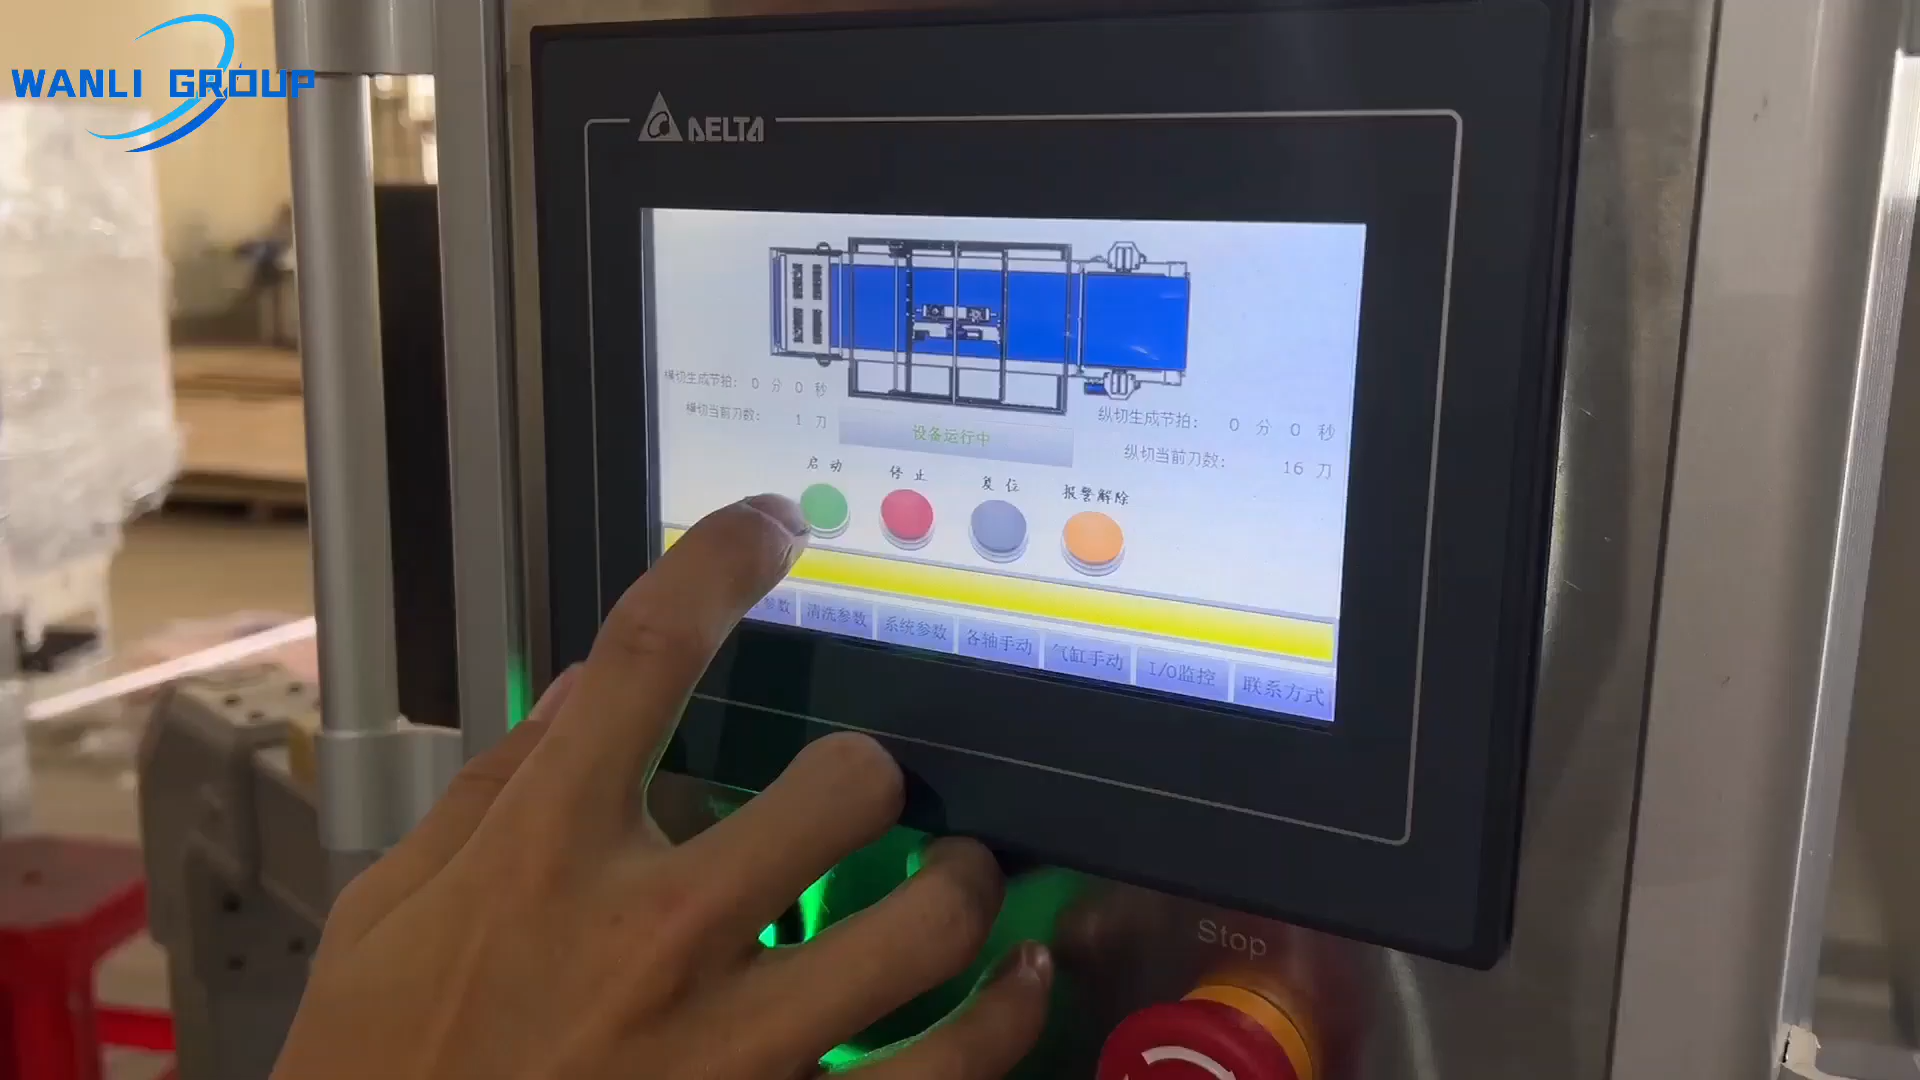 WANLI GROUP
DELTA
横切生成节拍: 0 分 0 秒
横切当前刀数: 1 刀
纵切生成节拍: 0 分 0 秒
纵切当前刀数: 16 刀
设备运行中
启动 停止 复位 报警解除
参数 清洗参数 系统参数 各轴手动 气缸手动 I/O监控 联系方式
Stop